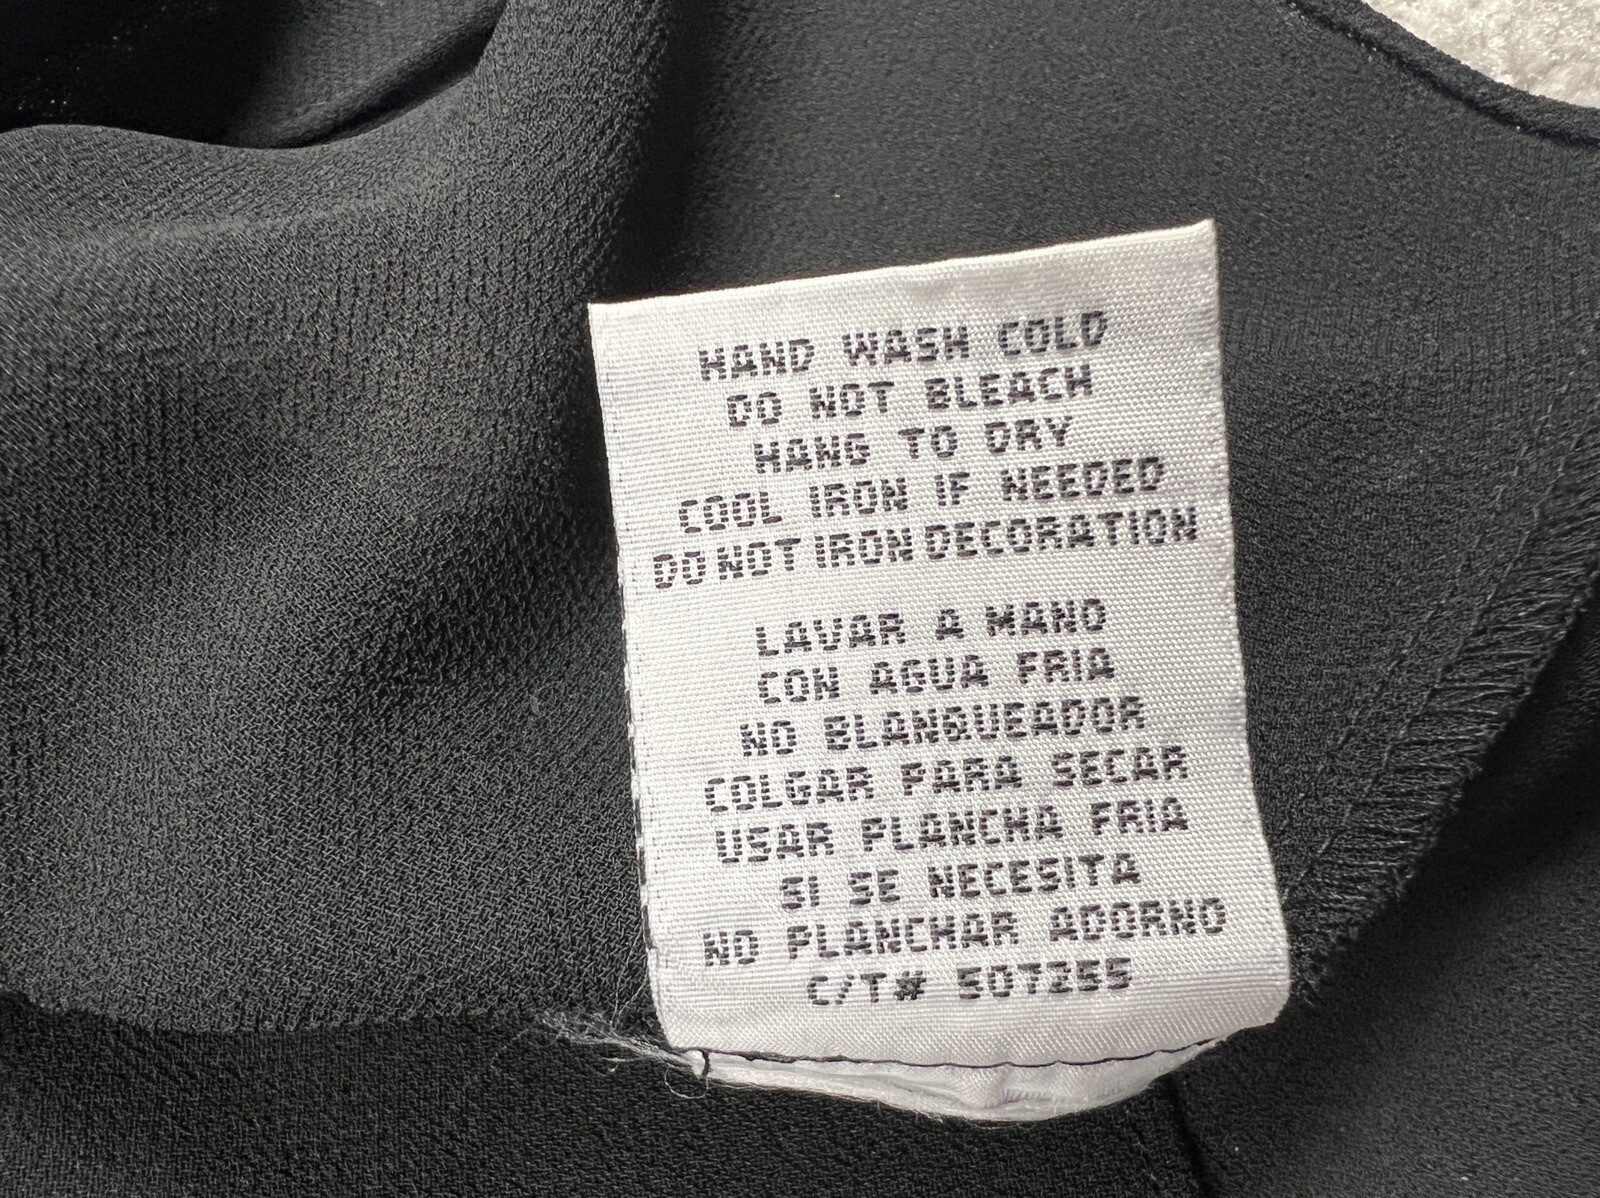 HAND WASH COLD
DO NOT BLEACH
HANG TO DRY
COOL IRON IF NEEDED
DO NOT IRON DECORATION
LAVAR A MANO
CON AGUA FRIA
NO BLANQUEADOR
COLGAR PARA SECAR
USAR PLANCHA FRIA
SI SE NECESITA
NO PLANCHAR ADORNO
C/T# 507255